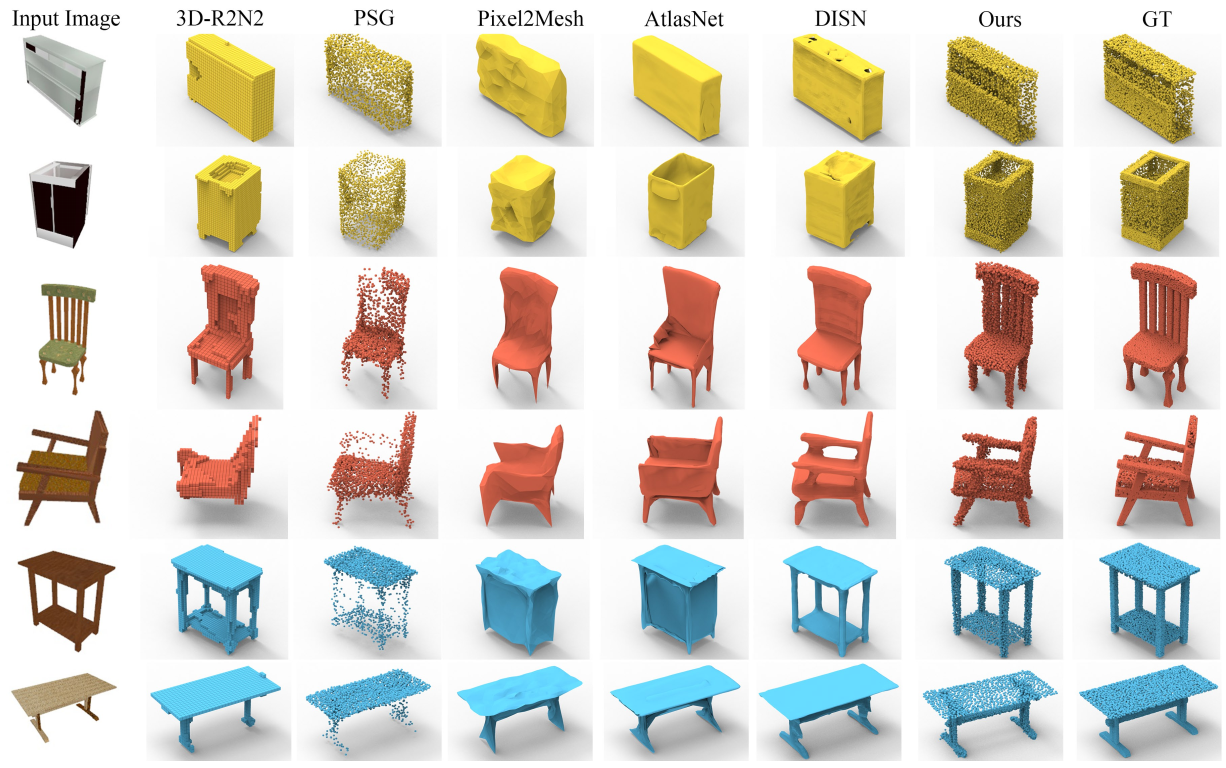 Input Image 3D-R2N2 PSG Pixel2Mesh AtlasNet DISN Ours GT